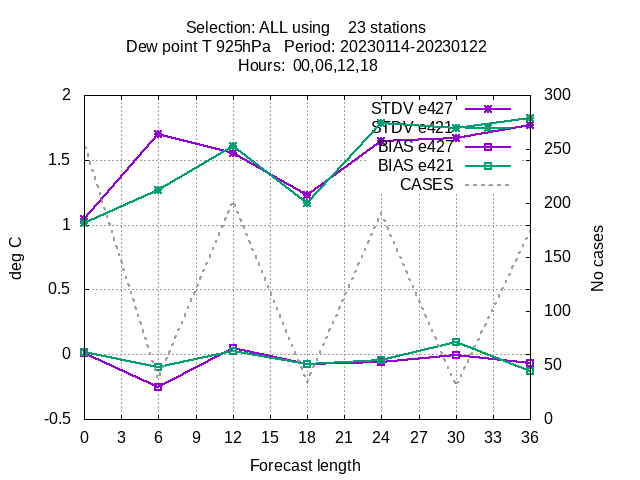 Selection: ALL using    23 stations
Dew point T 925hPa   Period: 20230114-20230122
Hours:  00,06,12,18
2
1.5
1
0.5
0
-0.5
300
250
200
150
100
50
0
STDV e427
STDV e421
BIAS e427
BIAS e421
CASES
deg C
No cases
0 3 6 9 12 15 18 21 24 27 30 33 36
Forecast length